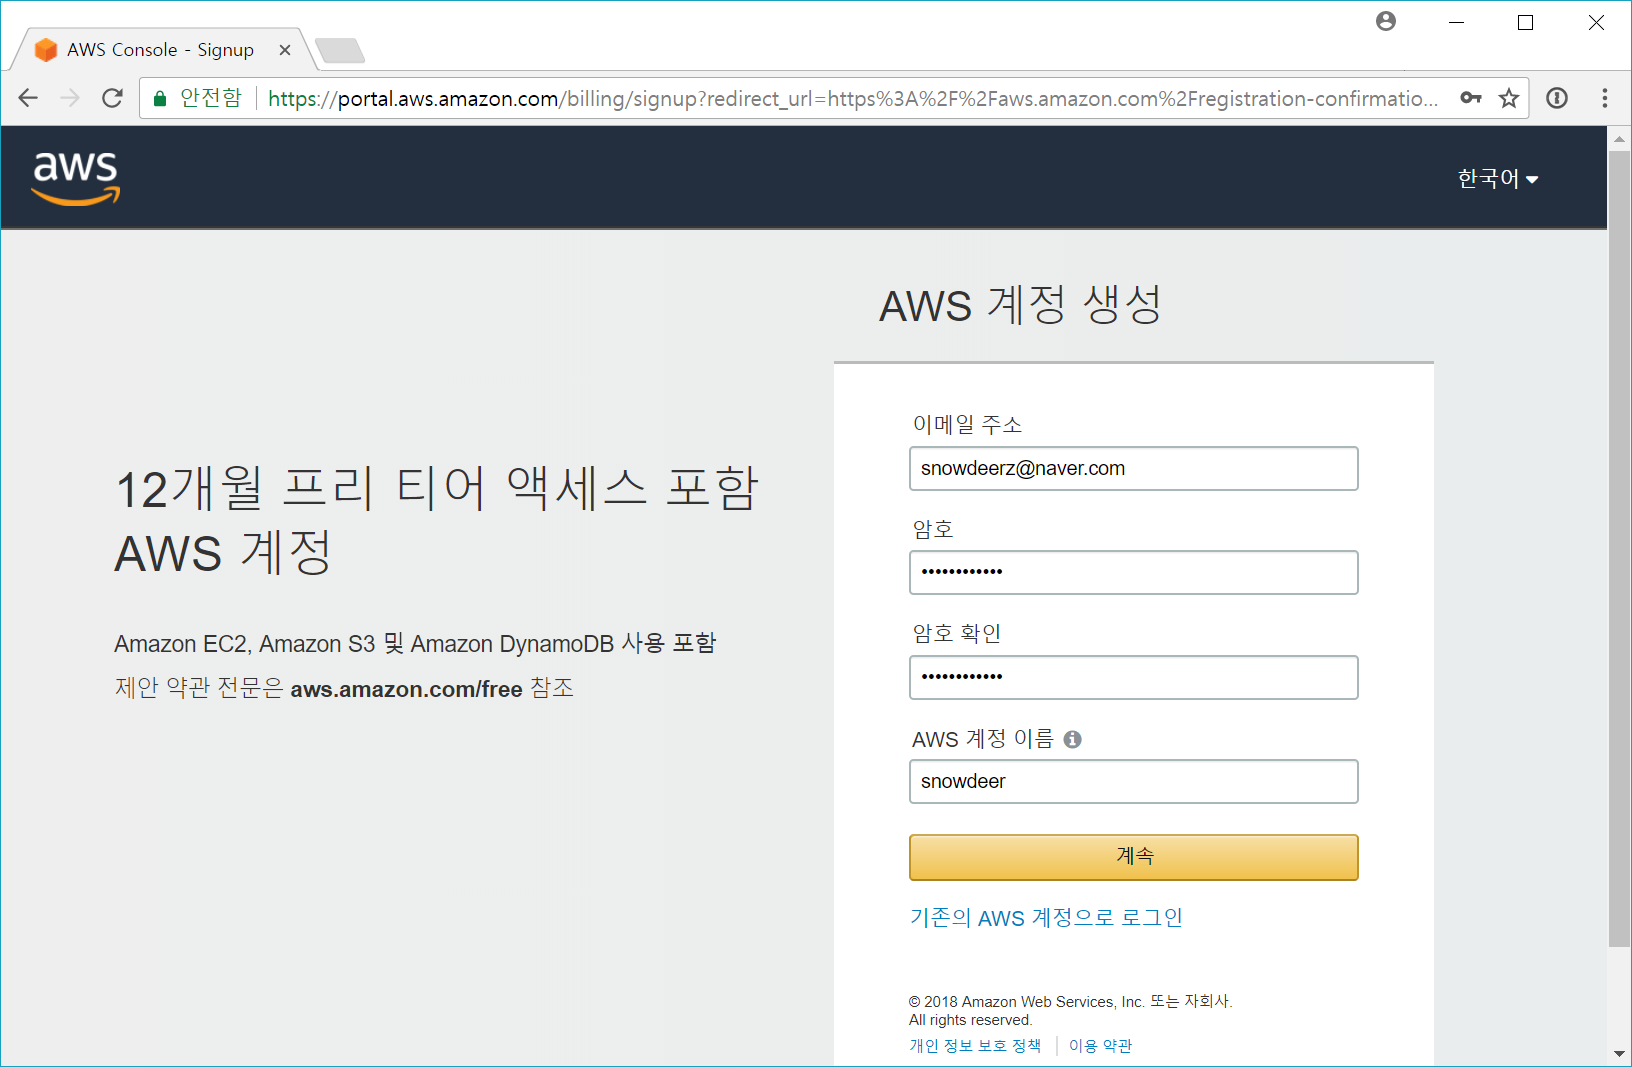 AWS Console - Signup
안전함 https://portal.aws.amazon.com/billing/signup?redirect_url=https%3A%2F%2Faws.amazon.com%2Fregistration-confirmatio...
aws
한국어
AWS 계정 생성
12개월 프리 티어 액세스 포함
AWS 계정
Amazon EC2, Amazon S3 및 Amazon DynamoDB 사용 포함
제안 약관 전문은 aws.amazon.com/free 참조
이메일 주소
snowdeerz@naver.com
암호
••••••••••••
암호 확인
••••••••••••
AWS 계정 이름
snowdeer
계속
기존의 AWS 계정으로 로그인
© 2018 Amazon Web Services, Inc. 또는 자회사.
All rights reserved.
개인 정보 보호 정책 | 이용 약관